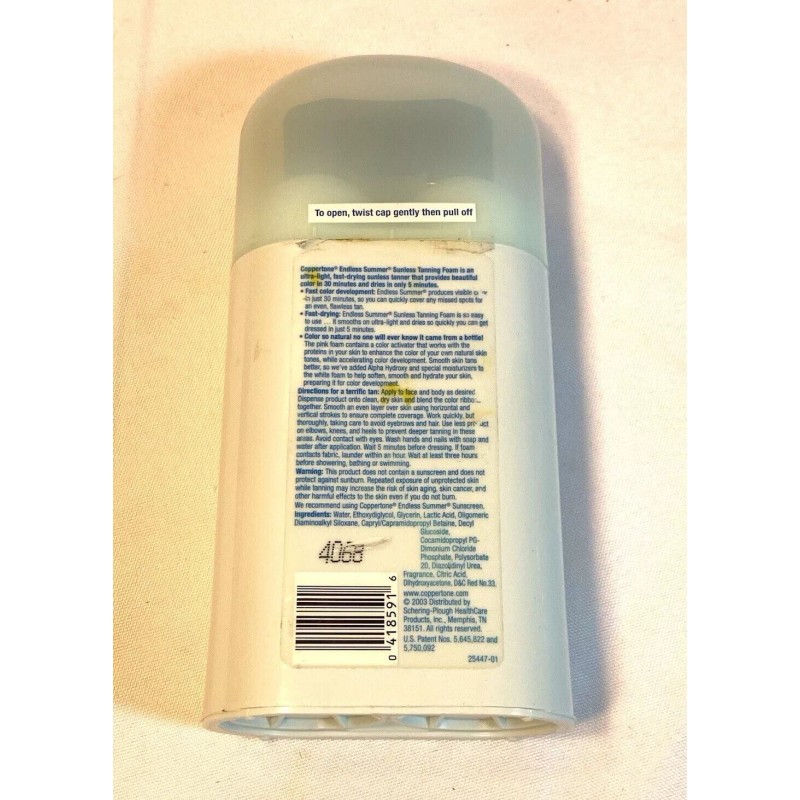 To open, twist cap gently then pull off
Coppertone® Endless Summer® Sunless Tanning Foam is an
ultra-light, fast-drying sunless tanner that provides beautiful
color in 30 minutes and dries in only 5 minutes.
• Fast color development: Endless Summer® produces visible
in just 30 minutes, so you can quickly cover any missed spots for
an even, flawless tan.
• Fast-drying: Endless Summer® Sunless Tanning Foam is so easy
to use ... it smooths on ultra-light and dries so quickly you can get
dressed in just 5 minutes.
• Color so natural no one will ever know it came from a bottle!
The pink foam contains a color activator that works with the
proteins in your skin to enhance the color of your own natural skin
tones, while accelerating color development. Smooth skin tans
better, so we've added Alpha Hydroxy and special moisturizers to
the white foam to help soften, smooth and hydrate your skin,
preparing it for color development.
Directions for a terrific tan: Apply to face and body as desired.
Dispense product onto clean, dry skin and blend the color
together. Smooth an even layer over skin using horizontal and
vertical strokes to ensure complete coverage. Work quickly, but
thoroughly, taking care to avoid eyebrows and hair. Use less
on elbows, knees, and heels to prevent deeper tanning in these
areas. Avoid contact with eyes. Wash hands and nails with soap and
water after application. Wait 5 minutes before dressing. If foam
contacts fabric, launder within an hour. Wait at least three hours
before showering, bathing or swimming.
Warning: This product does not contain a sunscreen and does not
protect against sunburn. Repeated exposure of unprotected skin
while tanning may increase the risk of skin aging, skin cancer, and
other harmful effects to the skin even if you do not burn.
We recommend using Coppertone® Endless Summer® Sunscreen.
Ingredients: Water, Ethoxydiglycol, Glycerin, Lactic Acid, Oligomeric
Diaminoalkyl Siloxane, Capryl/Capramidopropyl Betaine, Decyl
Glucoside,
Cocamidopropyl PG-
Dimonium Chloride
Phosphate, Polysorbate
20, Diazolidinyl Urea,
Fragrance, Citric Acid,
Dihydroxyacetone, D&C Red No.33.
4068
www.coppertone.com
© 2003 Distributed by
Schering-Plough HealthCare
Products, Inc., Memphis, TN
38151. All rights reserved.
U.S. Patent Nos. 5,645,822 and
5,750,092
0 418591 6
25447-01